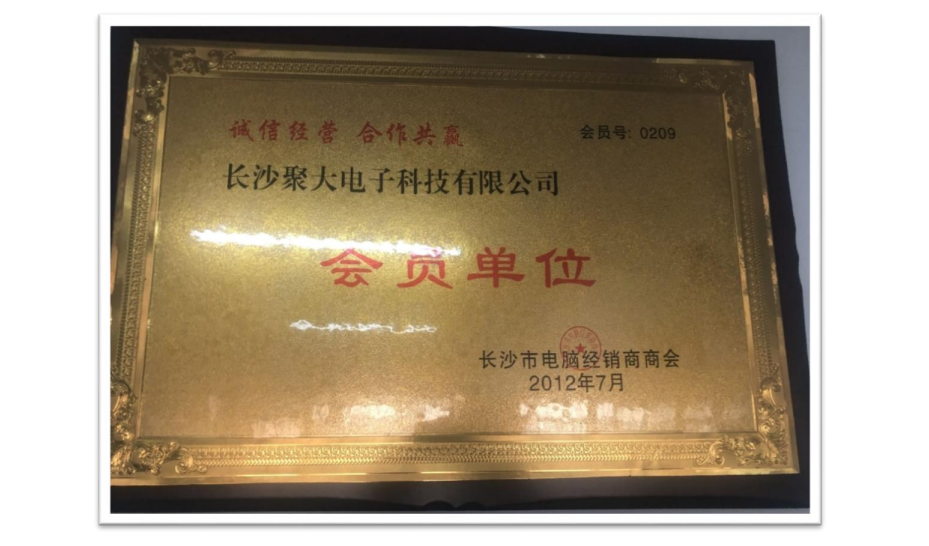 诚信经营 合作共赢
会员号: 0209
长沙聚大电子科技有限公司
会员单位
长沙市电脑经销商商会
2012年7月